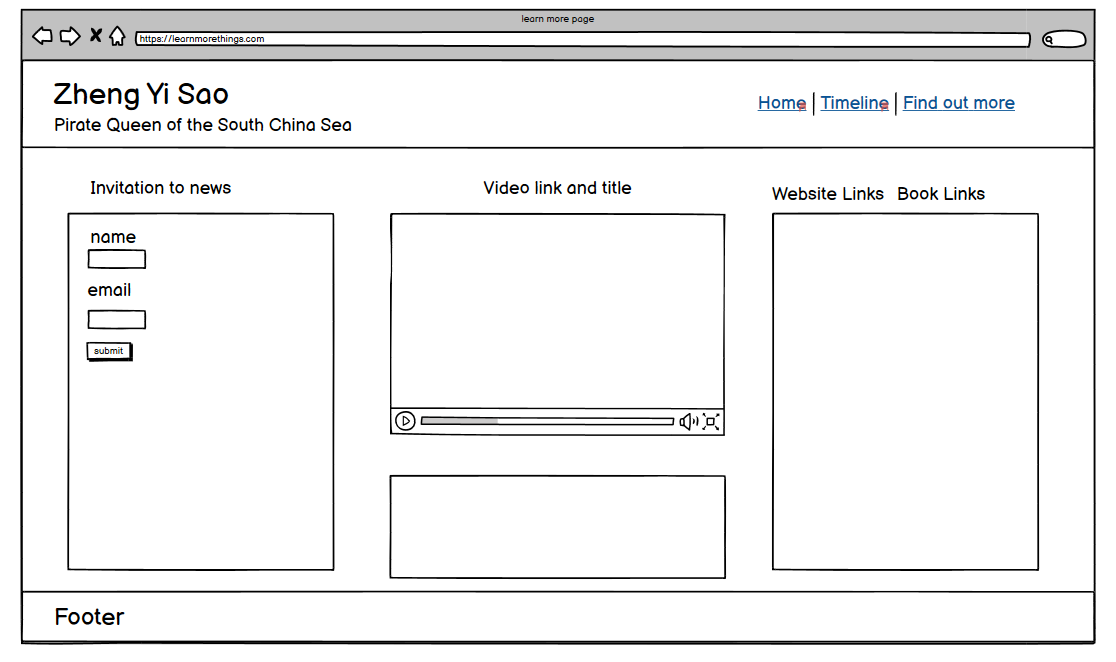 learn more page
https://learnmorethings.com
Zheng Yi Sao
Pirate Queen of the South China Sea
Home | Timeline | Find out more
Invitation to news
Video link and title
Website Links Book Links
name
email
submit
Footer